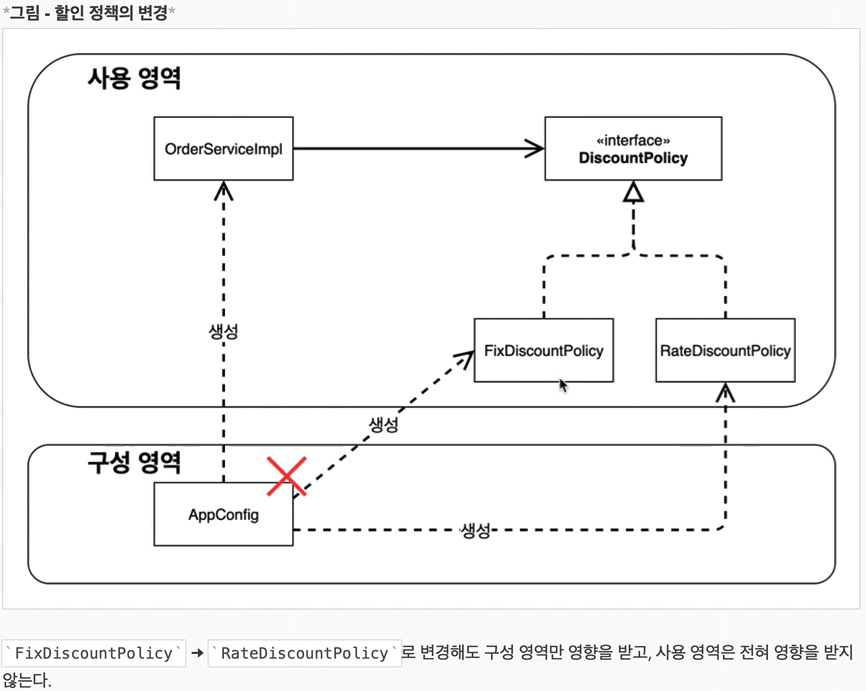 *그림 - 할인 정책의 변경*
사용 영역
OrderServiceImpl
«interface»
DiscountPolicy
생성
FixDiscountPolicy
RateDiscountPolicy
생성
구성 영역
AppConfig
생성
`FixDiscountPolicy` → `RateDiscountPolicy`로 변경해도 구성 영역만 영향을 받고, 사용 영역은 전혀 영향을 받지
않는다.